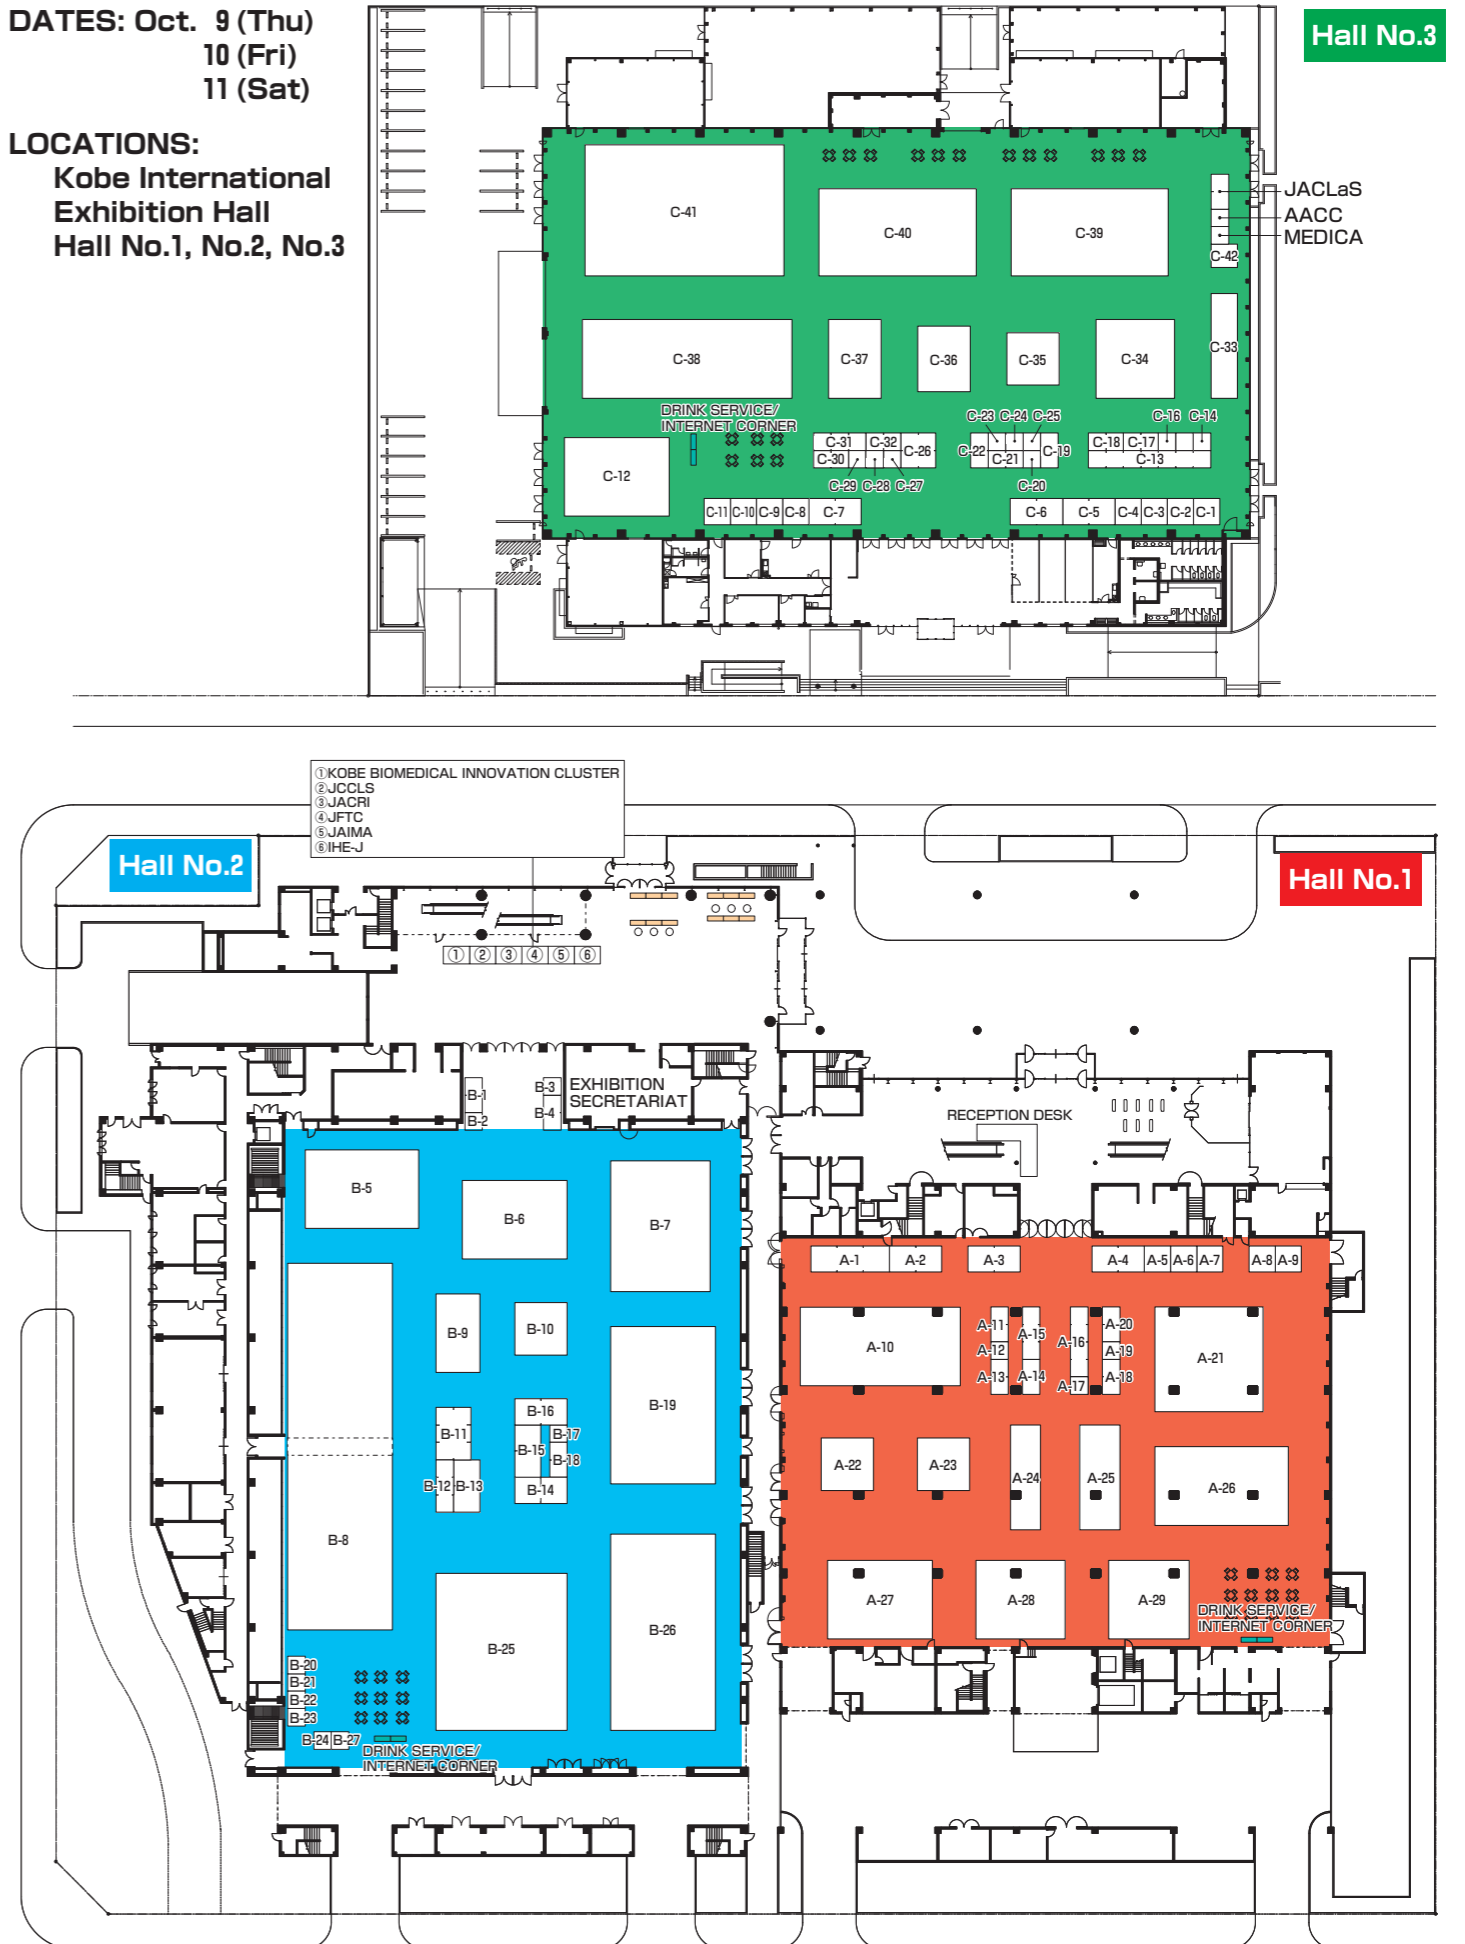 DATES: Oct. 9 (Thu)
10 (Fri)
11 (Sat)
LOCATIONS:
Kobe International
Exhibition Hall
Hall No.1, No.2, No.3
Hall No.3
C-41
C-40
C-39
JACLaS
AACC
MEDICA
C-42
C-38
C-37
C-36
C-35
C-34
C-33
DRINK SERVICE/
INTERNET CORNER
C-23
C-24
C-25
C-16
C-14
C-31
C-32
C-26
C-22
C-21
C-19
C-18
C-17
C-30
C-13
C-29
C-28
C-27
C-20
C-12
C-11
C-10
C-9
C-8
C-7
C-6
C-5
C-4
C-3
C-2
C-1
①KOBE BIOMEDICAL INNOVATION CLUSTER
②JCCLS
③JACRI
④JFTC
⑤JAIMA
⑥IHE-J
Hall No.2
Hall No.1
① ② ③ ④ ⑤ ⑥
B-1
B-2
B-3
B-4
EXHIBITION
SECRETARIAT
B-5
B-6
B-7
B-9
B-10
B-11
B-16
B-15
B-17
B-18
B-19
B-12
B-13
B-14
B-8
B-25
B-26
B-20
B-21
B-22
B-23
B-24
B-27
DRINK SERVICE/
INTERNET CORNER
RECEPTION DESK
A-1
A-2
A-3
A-4
A-5
A-6
A-7
A-8
A-9
A-10
A-11
A-12
A-13
A-15
A-14
A-16
A-17
A-20
A-19
A-18
A-21
A-22
A-23
A-24
A-25
A-26
A-27
A-28
A-29
DRINK SERVICE/
INTERNET CORNER